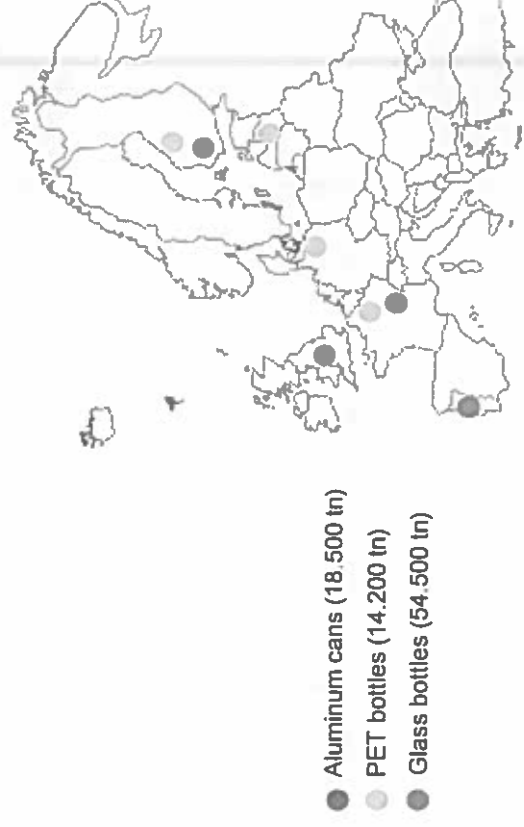 Aluminum cans (18.500 tn)
PET bottles (14.200 tn)
Glass bottles (54.500 tn)